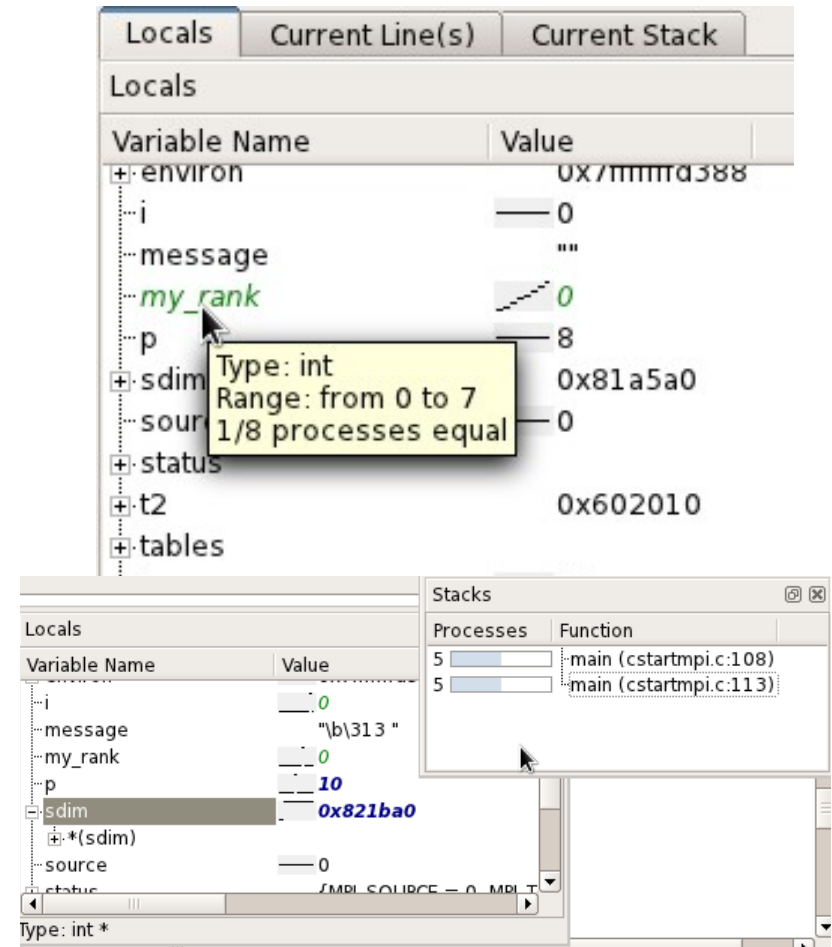 Locals Current Line(s) Current Stack
Locals
Variable Name Value
environ 0x7fffffffd388
i 0
message ""
my_rank 0
p 8
Type: int
sdim 0x81a5a0
Range: from 0 to 7
sour 0
1/8 processes equal
status
t2 0x602010
tables
Stacks
Processes Function
5 main (cstartmpi.c:108)
5 main (cstartmpi.c:113)
Locals
Variable Name Value
i 0
message "\b\313 "
my_rank 0
p 10
sdim 0x821ba0
*(sdim)
source 0
status {MPI_SOURCE = 0, MPI_T
Type: int *